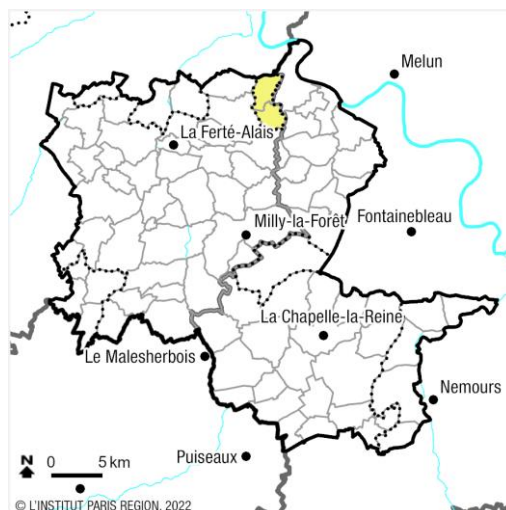 Melun
La Ferté-Alais
Milly-la-Forêt
Fontainebleau
La Chapelle-la-Reine
Le Malesherbois
Nemours
Puiseaux
N 0 5 km
© L'INSTITUT PARIS REGION, 2022